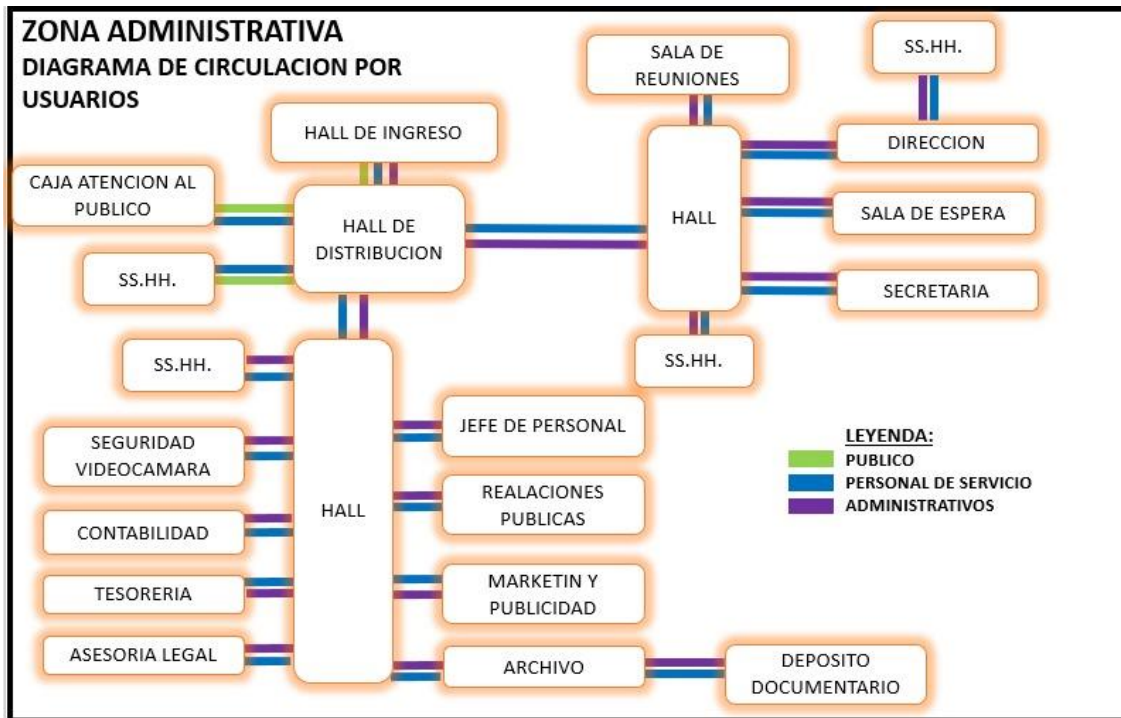 ZONA ADMINISTRATIVA
DIAGRAMA DE CIRCULACION POR
USUARIOS
SALA DE
REUNIONES
SS.HH.
HALL DE INGRESO
DIRECCION
CAJA ATENCION AL
PUBLICO
HALL DE
DISTRIBUCION
HALL
SALA DE ESPERA
SS.HH.
SECRETARIA
SS.HH.
SS.HH.
JEFE DE PERSONAL
SEGURIDAD
VIDEOCAMARA
HALL
REALACIONES
PUBLICAS
CONTABILIDAD
MARKETIN Y
PUBLICIDAD
TESORERIA
ASESORIA LEGAL
ARCHIVO
DEPOSITO
DOCUMENTARIO
LEYENDA:
PUBLICO
PERSONAL DE SERVICIO
ADMINISTRATIVOS